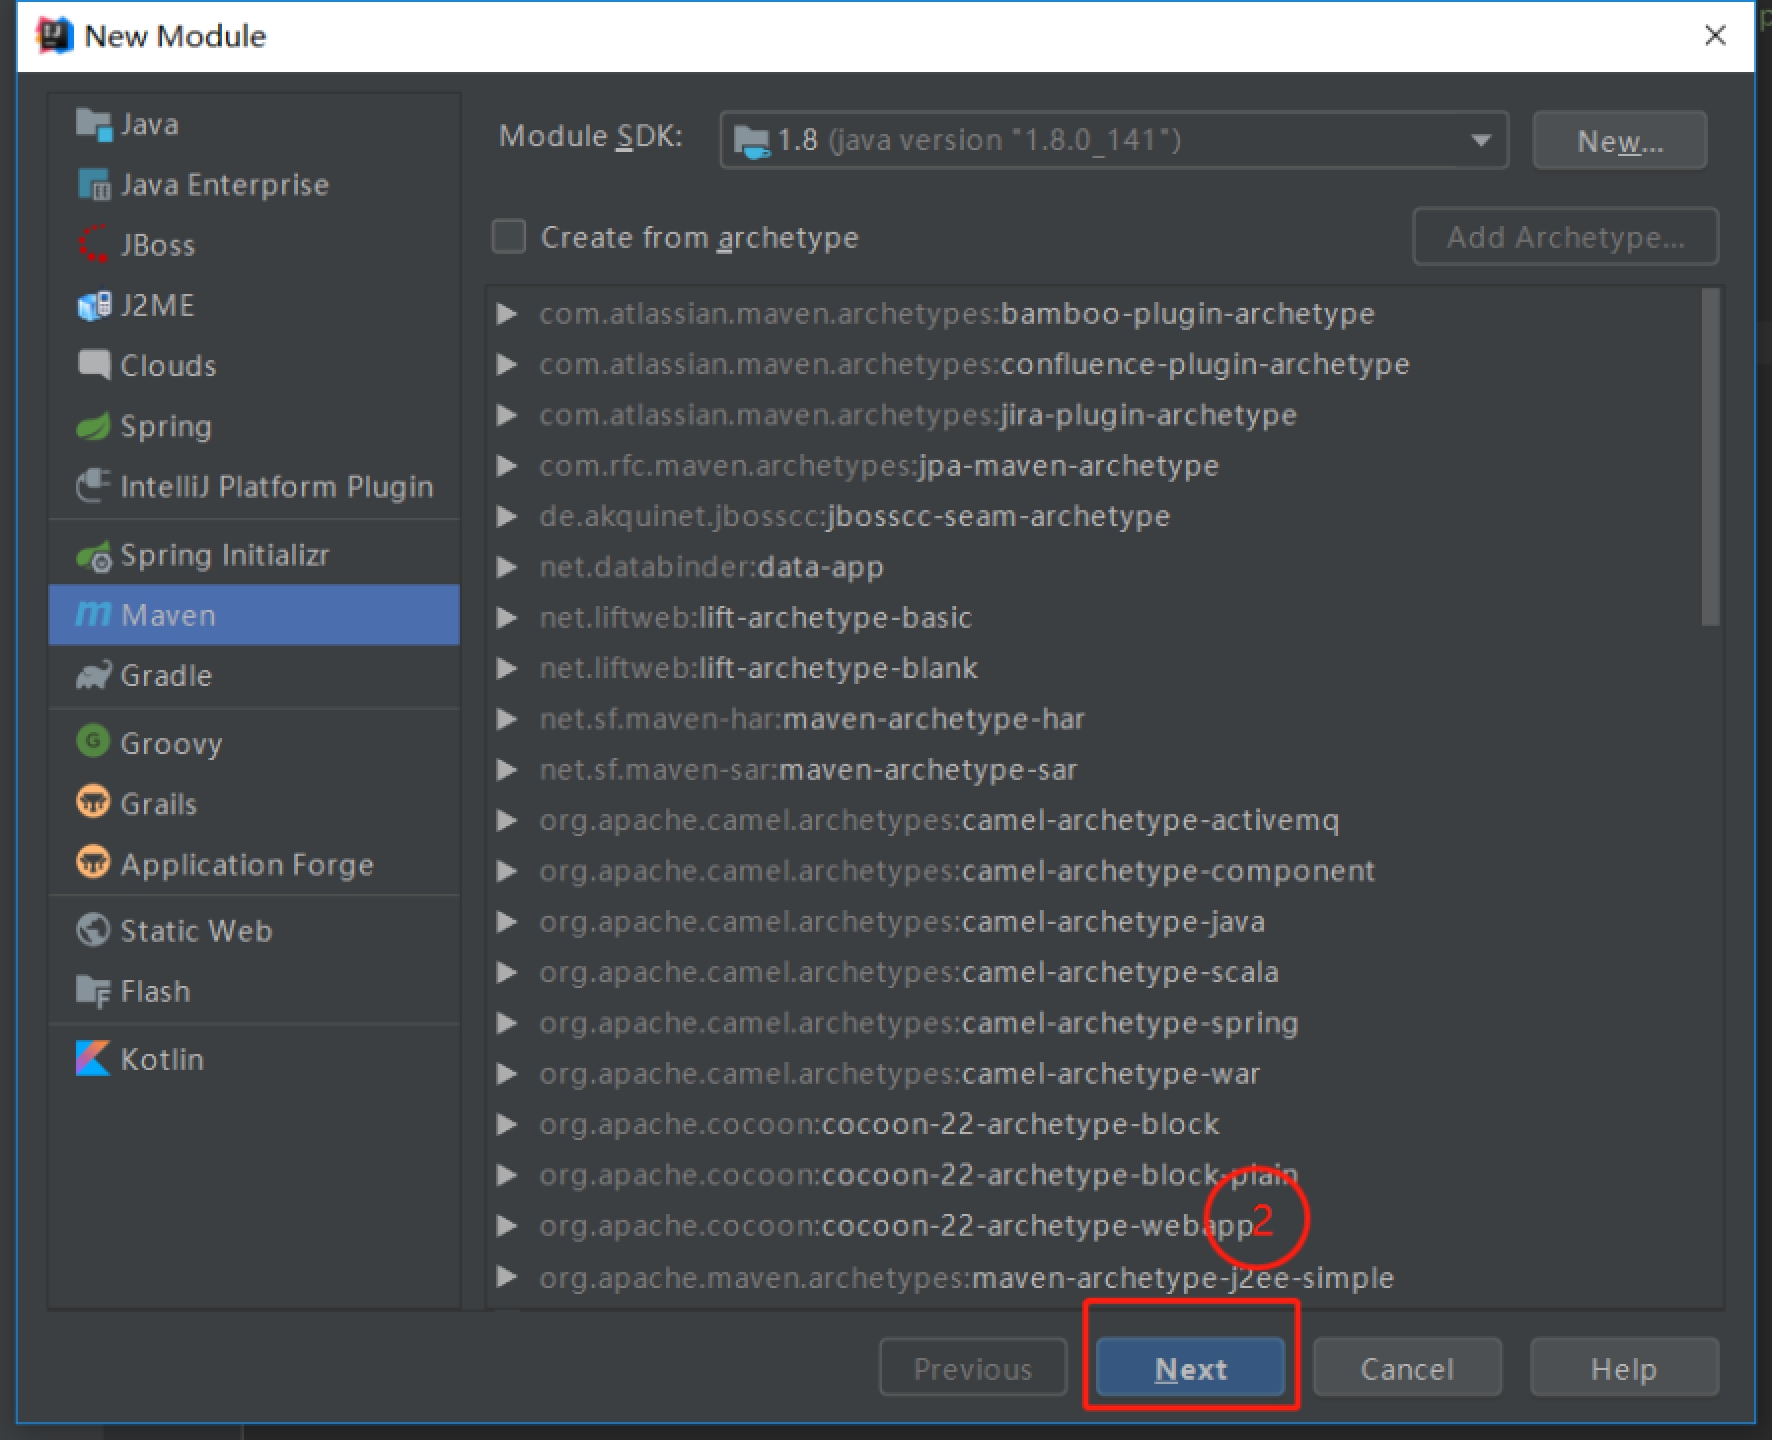 New Module
Java
Java Enterprise
JBoss
J2ME
Clouds
Spring
IntelliJ Platform Plugin
Spring Initializr
Maven
Gradle
Groovy
Grails
Application Forge
Static Web
Flash
Kotlin
Module SDK: 1.8 (java version "1.8.0_141") New...
Create from archetype Add Archetype...
com.atlassian.maven.archetypes:bamboo-plugin-archetype
com.atlassian.maven.archetypes:confluence-plugin-archetype
com.atlassian.maven.archetypes:jira-plugin-archetype
com.rfc.maven.archetypes:jpa-maven-archetype
de.akquinet.jbosscc:jbosscc-seam-archetype
net.databinder:data-app
net.liftweb:lift-archetype-basic
net.liftweb:lift-archetype-blank
net.sf.maven-har:maven-archetype-har
net.sf.maven-sar:maven-archetype-sar
org.apache.camel.archetypes:camel-archetype-activemq
org.apache.camel.archetypes:camel-archetype-component
org.apache.camel.archetypes:camel-archetype-java
org.apache.camel.archetypes:camel-archetype-scala
org.apache.camel.archetypes:camel-archetype-spring
org.apache.camel.archetypes:camel-archetype-war
org.apache.cocoon:cocoon-22-archetype-block
org.apache.cocoon:cocoon-22-archetype-block-plain
org.apache.cocoon:cocoon-22-archetype-webapp
2
org.apache.maven.archetypes:maven-archetype-j2ee-simple
Previous Next Cancel Help